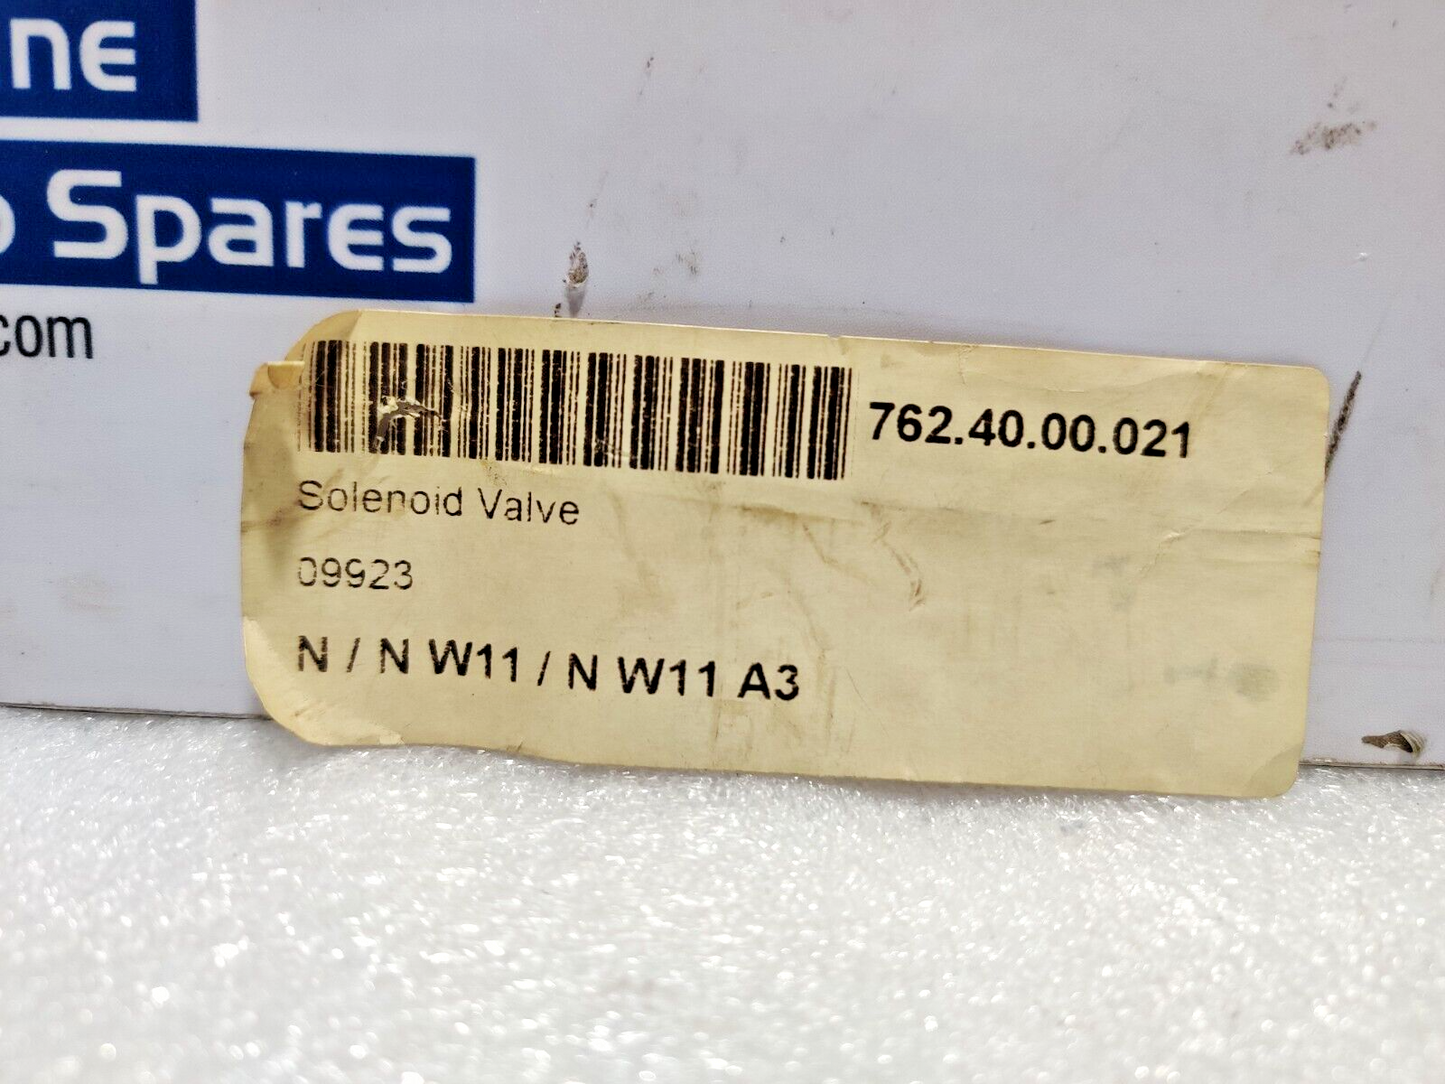 ne
Spares
.com
762.40.00.021
Solenoid Valve
09923
N / N W11 / N W11 A3